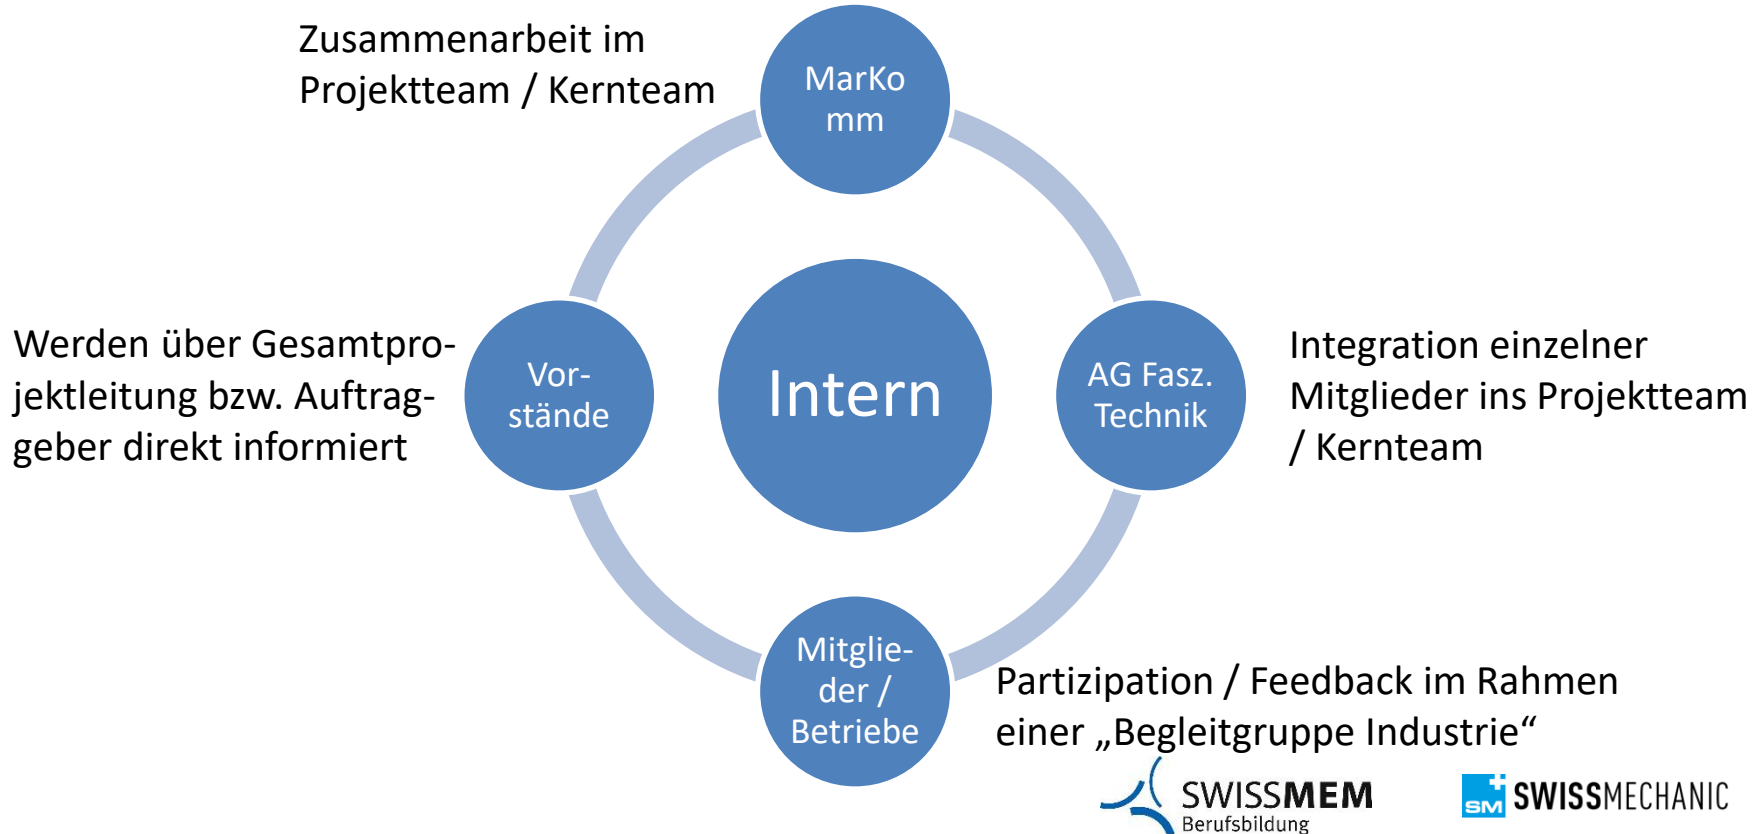 Zusammenarbeit im
Projektteam / Kernteam
MarKo
mm
Werden über Gesamtpro-
jektleitung bzw. Auftrag-
geber direkt informiert
Vor-
stände
Intern
AG Fasz.
Technik
Integration einzelner
Mitglieder ins Projektteam
/ Kernteam
Mitglie-
der /
Betriebe
Partizipation / Feedback im Rahmen
einer „Begleitgruppe Industrie“
SWISSMEM
Berufsbildung
SM SWISSMECHANIC